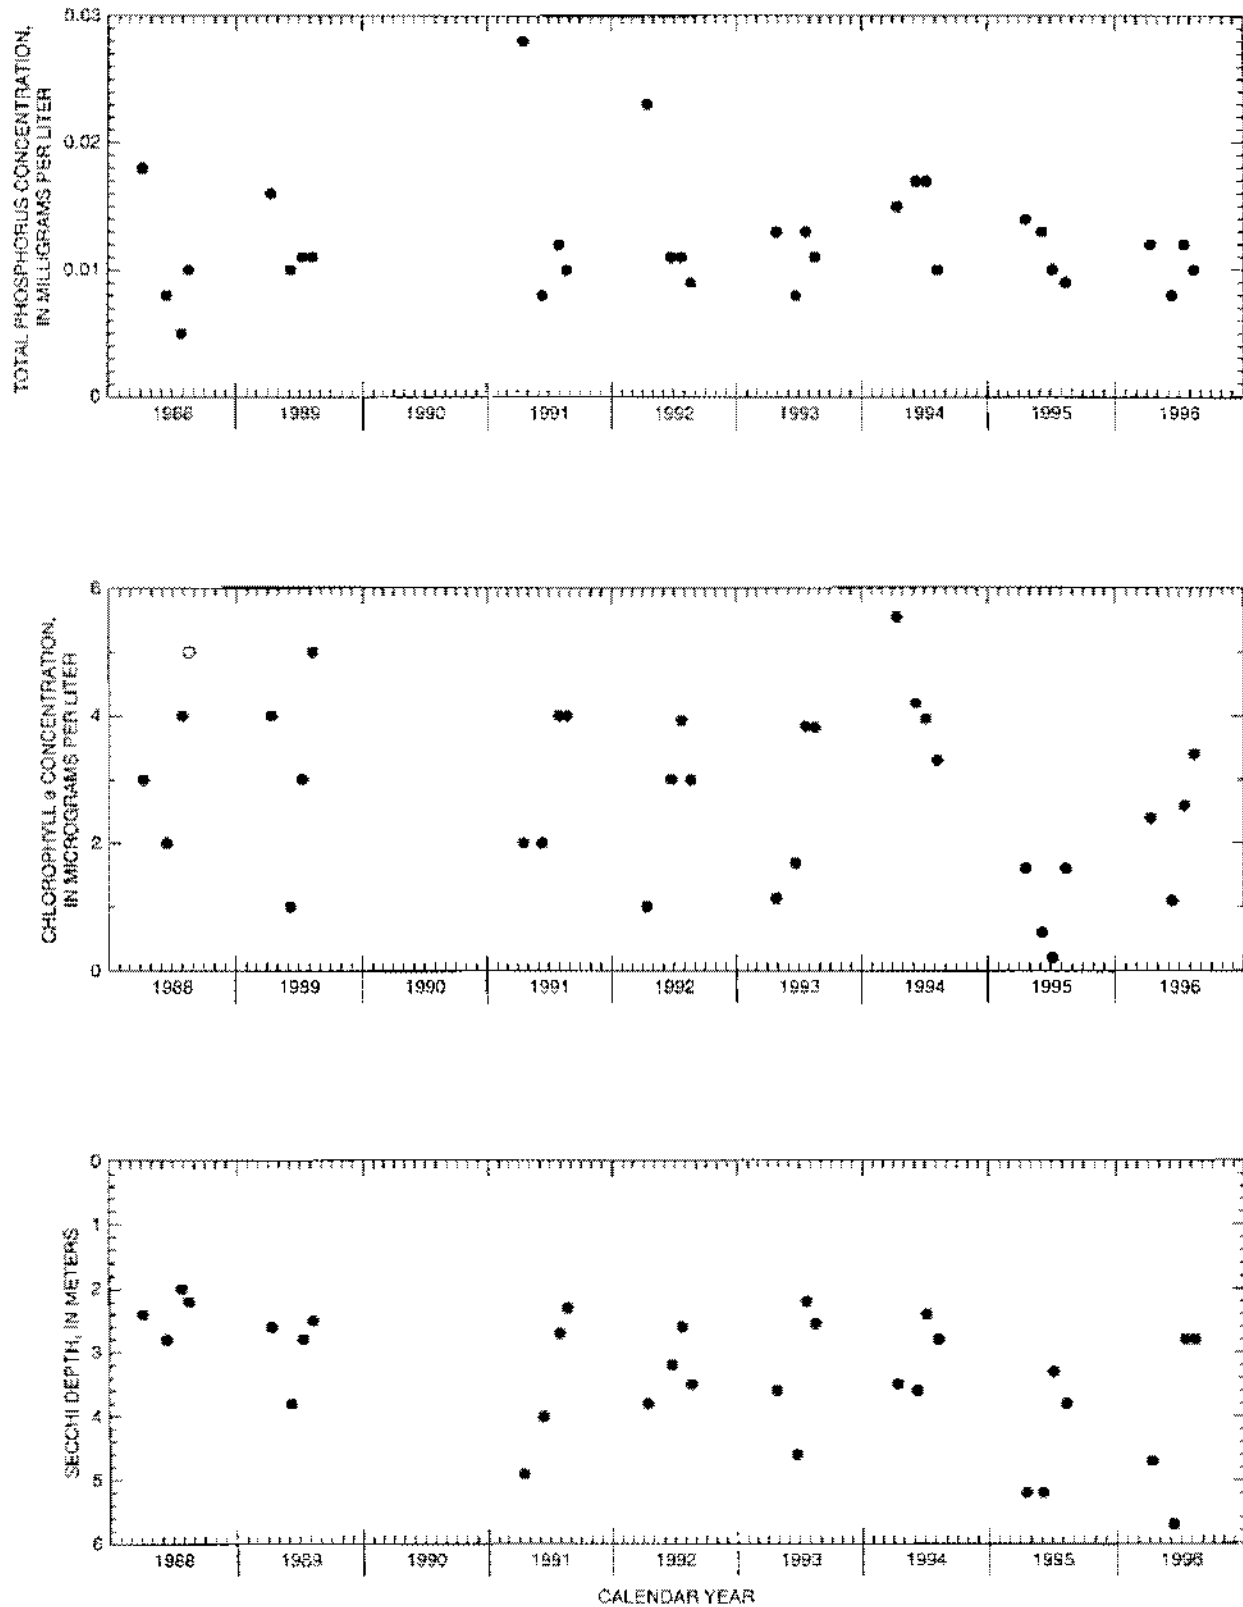 TOTAL PHOSPHORUS CONCENTRATION,
IN MILLIGRAMS PER LITER
0.03
0.02
0.01
0
1988 1989 1990 1991 1992 1993 1994 1995 1996
CHLOROPHYLL a CONCENTRATION,
IN MICROGRAMS PER LITER
6
4
2
0
1988 1989 1990 1991 1992 1993 1994 1995 1996
SECCHI DEPTH, IN METERS
0
1
2
3
4
5
6
1988 1989 1990 1991 1992 1993 1994 1995 1996
CALENDAR YEAR